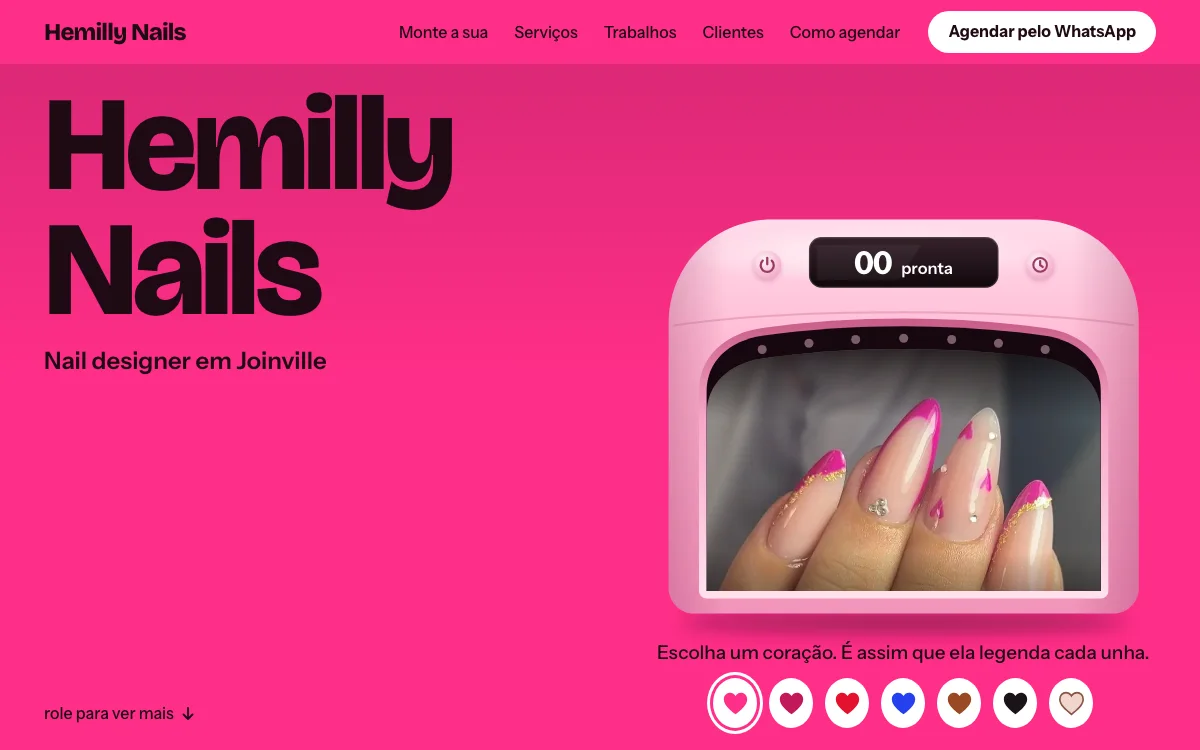 Hemilly Nails
Monte a sua
Serviços
Trabalhos
Clientes
Como agendar
Agendar pelo WhatsApp
Hemilly
Nails
Nail designer em Joinville
00 pronta
Escolha um coração. É assim que ela legenda cada unha.
role para ver mais ↓